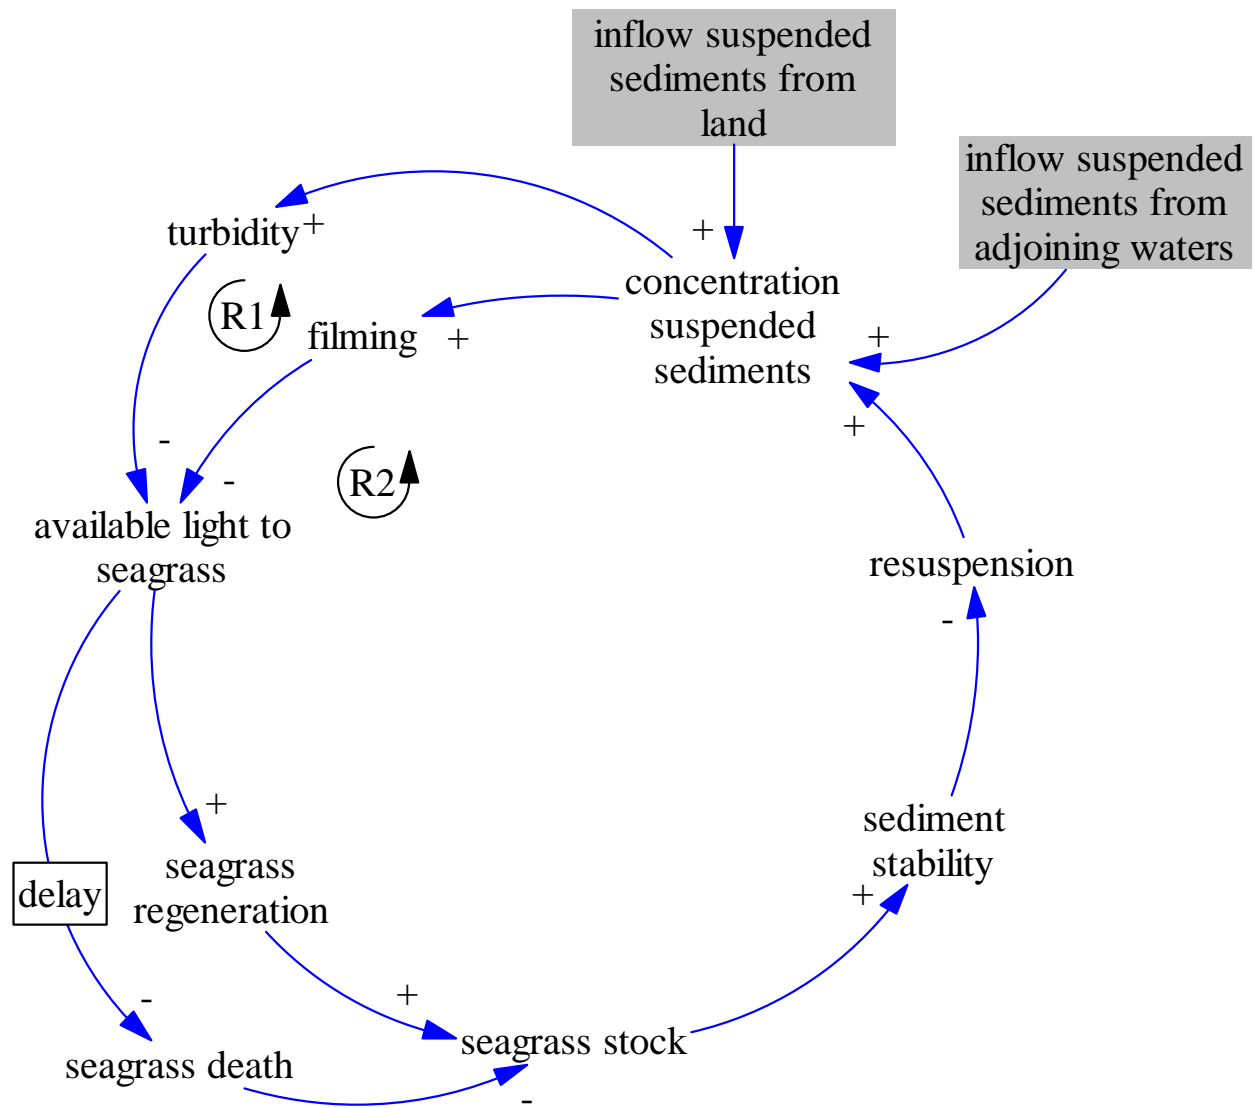 inflow suspended
sediments from
land
inflow suspended
sediments from
adjoining waters
turbidity
+
+
concentration
suspended
sediments
R1
filming
+
+
+
-
-
R2
available light to
seagrass
resuspension
-
+
sediment
stability
+
seagrass
regeneration
delay
-
+
seagrass stock
seagrass death
-